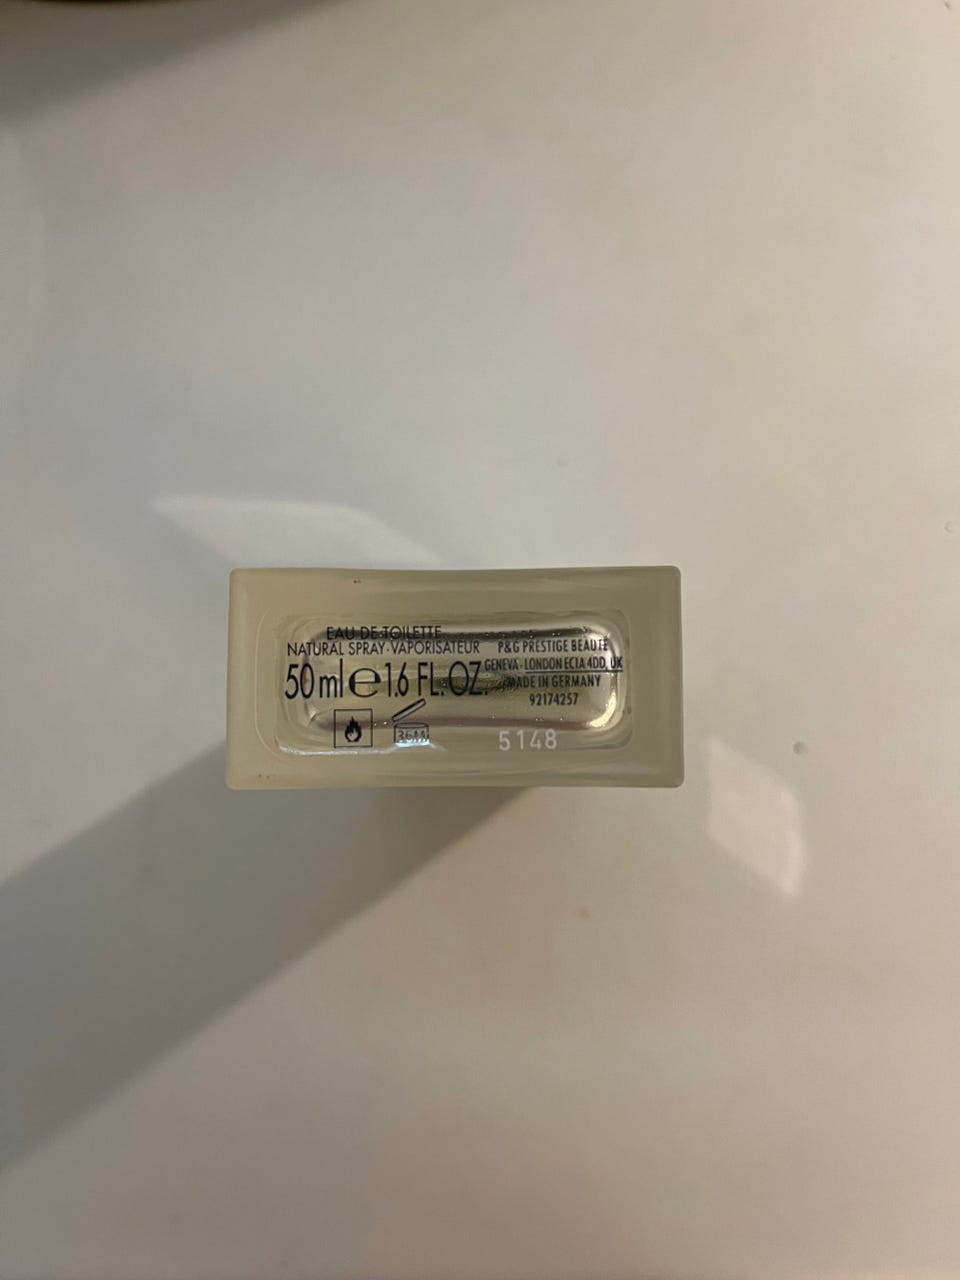 EAU DE TOILETTE
NATURAL SPRAY·VAPORISATEUR
50 ml ℮ 1.6 FL. OZ.
36M
P&G PRESTIGE BEAUTE
GENEVA - LONDON EC1A 4DD, UK
MADE IN GERMANY
92174257
5148